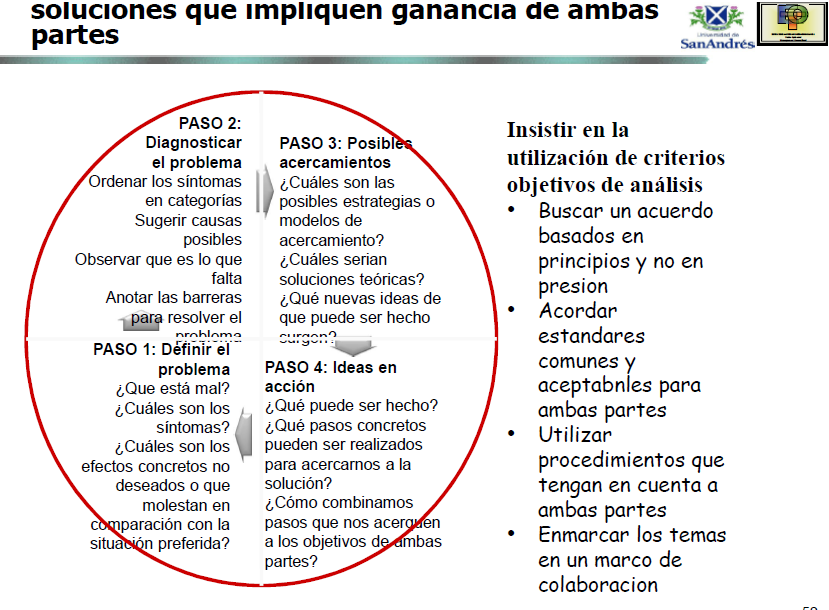 soluciones que impliquen ganancia de ambas
partes
SanAndrés
PASO 2:
Diagnosticar
el problema
Ordenar los síntomas
en categorías
Sugerir causas
posibles
Observar que es lo que
falta
Anotar las barreras
para resolver el
problema
PASO 3: Posibles
acercamientos
¿Cuáles son las
posibles estrategias o
modelos de
acercamiento?
¿Cuáles serian
soluciones teóricas?
¿Qué nuevas ideas de
que puede ser hecho
surgen?
PASO 1: Definir el
problema
¿Que está mal?
¿Cuáles son los
síntomas?
¿Cuáles son los
efectos concretos no
deseados o que
molestan en
comparación con la
situación preferida?
PASO 4: Ideas en
acción
¿Qué puede ser hecho?
¿Qué pasos concretos
pueden ser realizados
para acercarnos a la
solución?
¿Cómo combinamos
pasos que nos acerquen
a los objetivos de ambas
partes?
Insistir en la
utilización de criterios
objetivos de análisis
• Buscar un acuerdo
basados en
principios y no en
presion
• Acordar
estandares
comunes y
aceptabnles para
ambas partes
• Utilizar
procedimientos que
tengan en cuenta a
ambas partes
• Enmarcar los temas
en un marco de
colaboracion